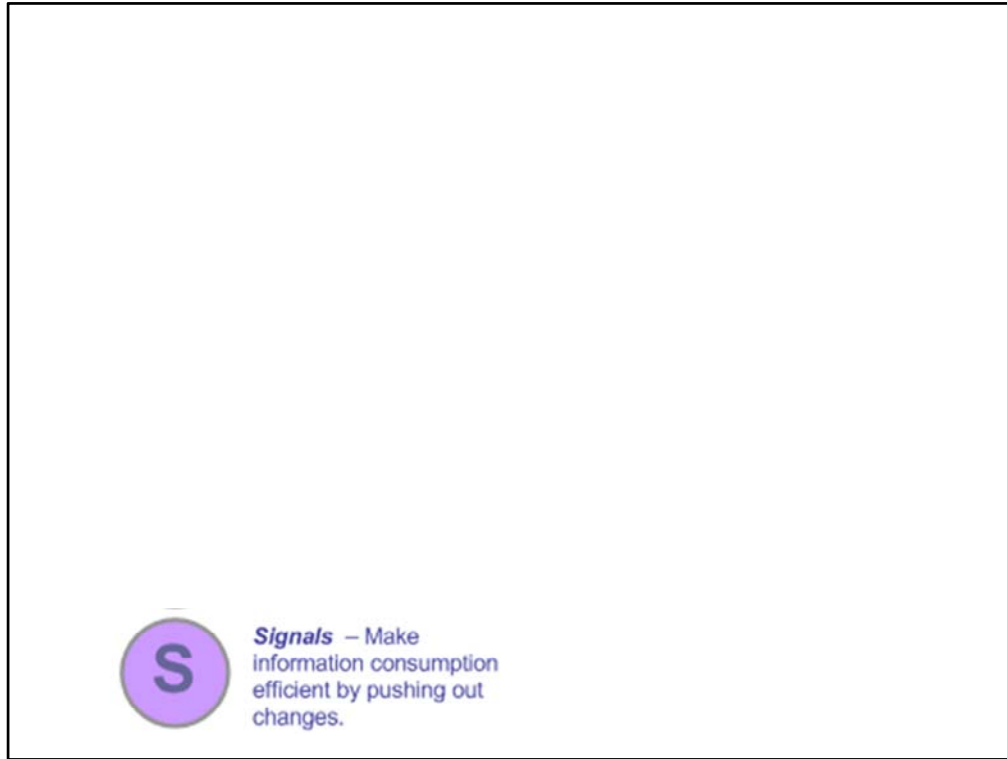 S
Signals – Make
information consumption
efficient by pushing out
changes.